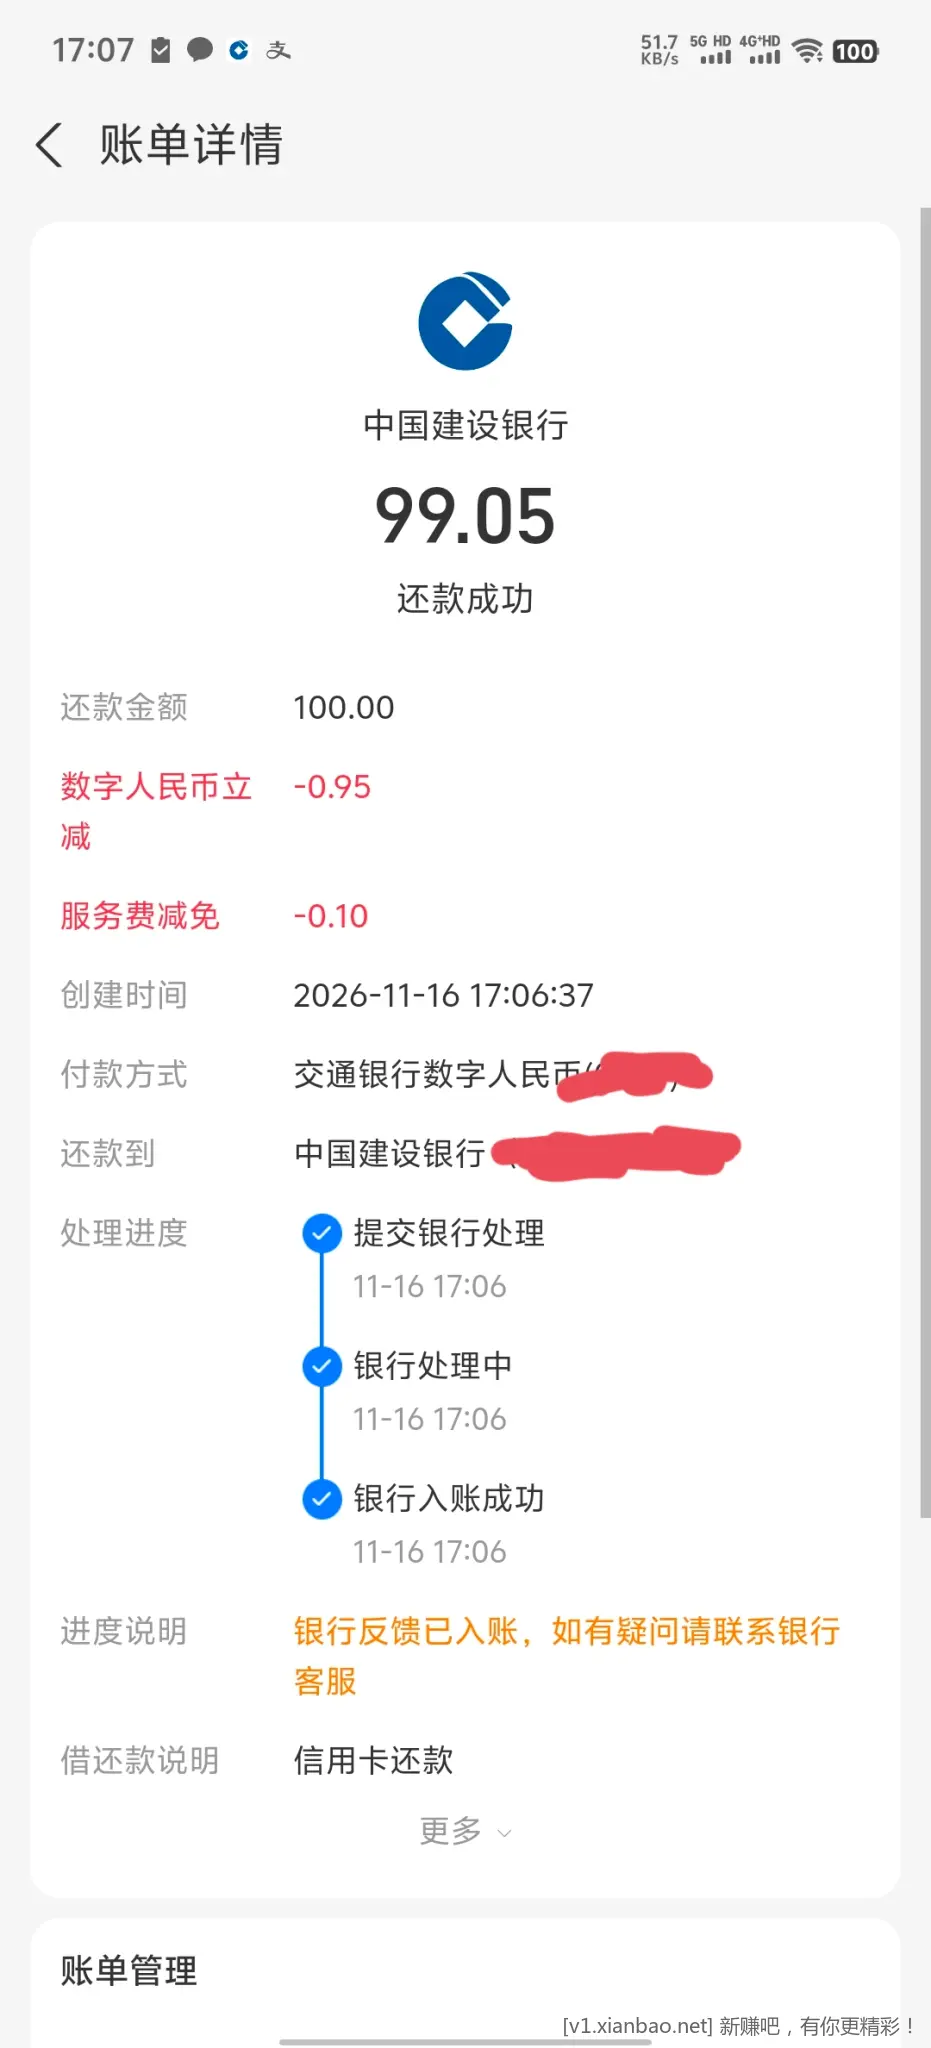 17:07
51.7 KB/s 5G HD 4G+HD 100
账单详情
中国建设银行
99.05
还款成功
还款金额 100.00
数字人民币立减 -0.95
服务费减免 -0.10
创建时间 2026-11-16 17:06:37
付款方式 交通银行数字人民币(
还款到 中国建设银行
处理进度 提交银行处理
11-16 17:06
银行处理中
11-16 17:06
银行入账成功
11-16 17:06
进度说明 银行反馈已入账，如有疑问请联系银行
客服
借还款说明 信用卡还款
更多
账单管理
[v1.xianbao.net] 新赚吧，有你更精彩！